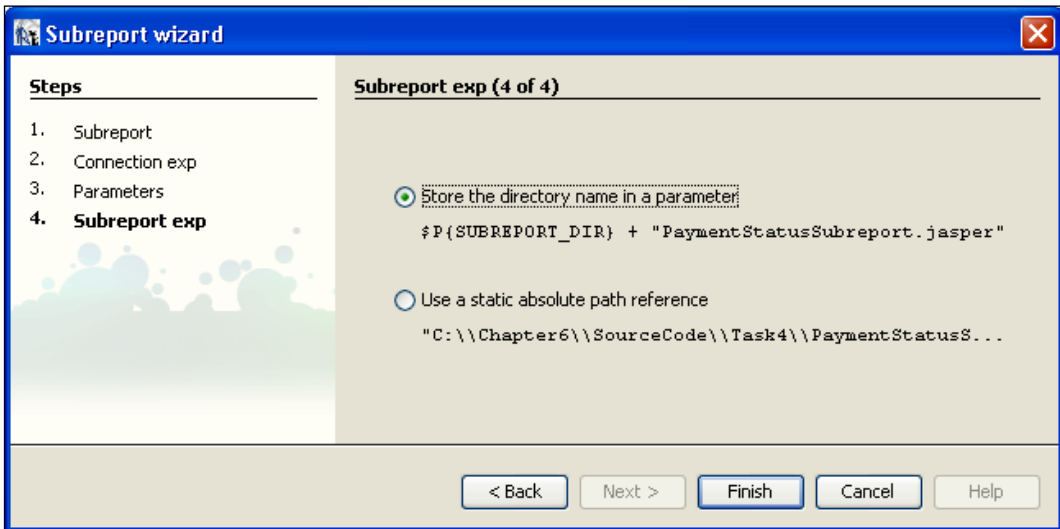 Subreport wizard
Steps
1. Subreport
2. Connection exp
3. Parameters
4. Subreport exp
Subreport exp (4 of 4)
Store the directory name in a parameter
$P{SUBREPORT_DIR} + "PaymentStatusSubreport.jasper"
Use a static absolute path reference
"C:\\Chapter6\\SourceCode\\Task4\\PaymentStatusS...
< Back
Next >
Finish
Cancel
Help